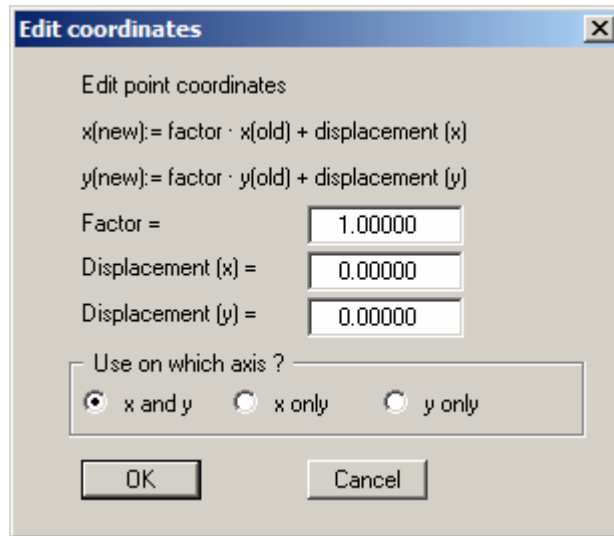 Edit coordinates
Edit point coordinates
x(new):= factor · x(old) + displacement (x)
y(new):= factor · y(old) + displacement (y)
Factor = 1.00000
Displacement (x) = 0.00000
Displacement (y) = 0.00000
Use on which axis ?
x and y x only y only
OK Cancel